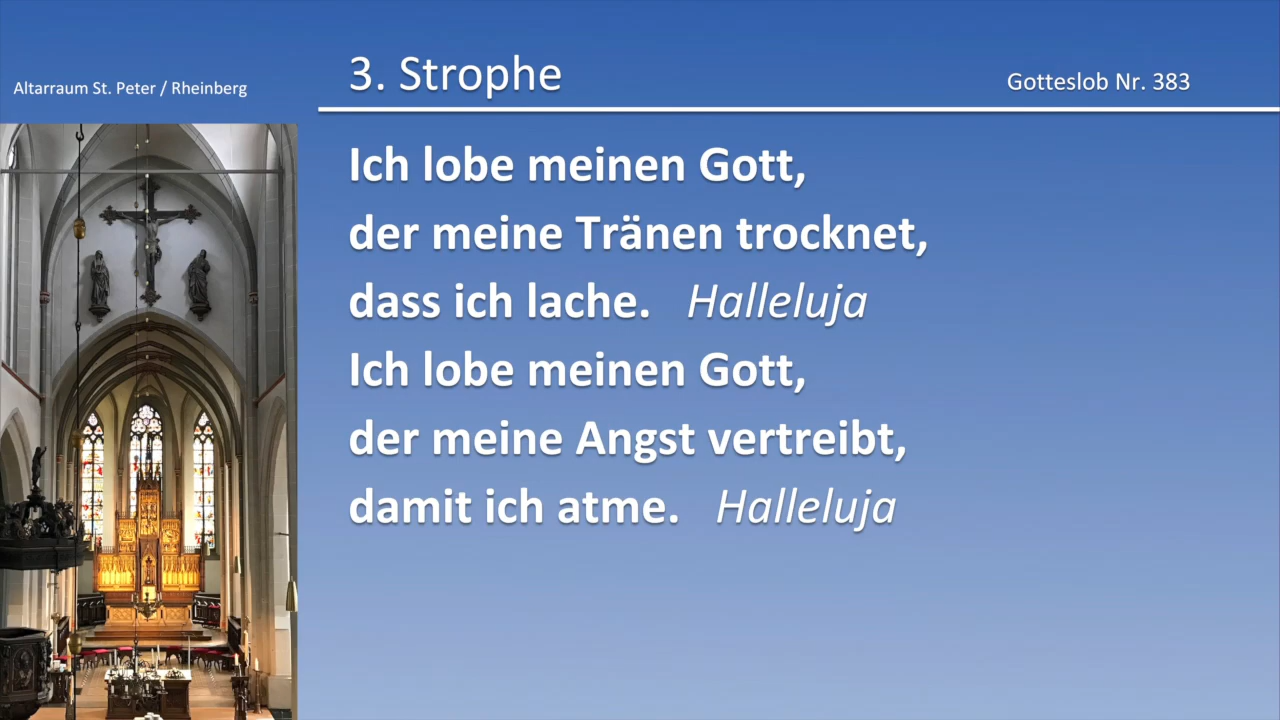 Altarraum St. Peter / Rheinberg
3. Strophe
Gotteslob Nr. 383
Ich lobe meinen Gott,
der meine Tränen trocknet,
dass ich lache. Halleluja
Ich lobe meinen Gott,
der meine Angst vertreibt,
damit ich atme. Halleluja